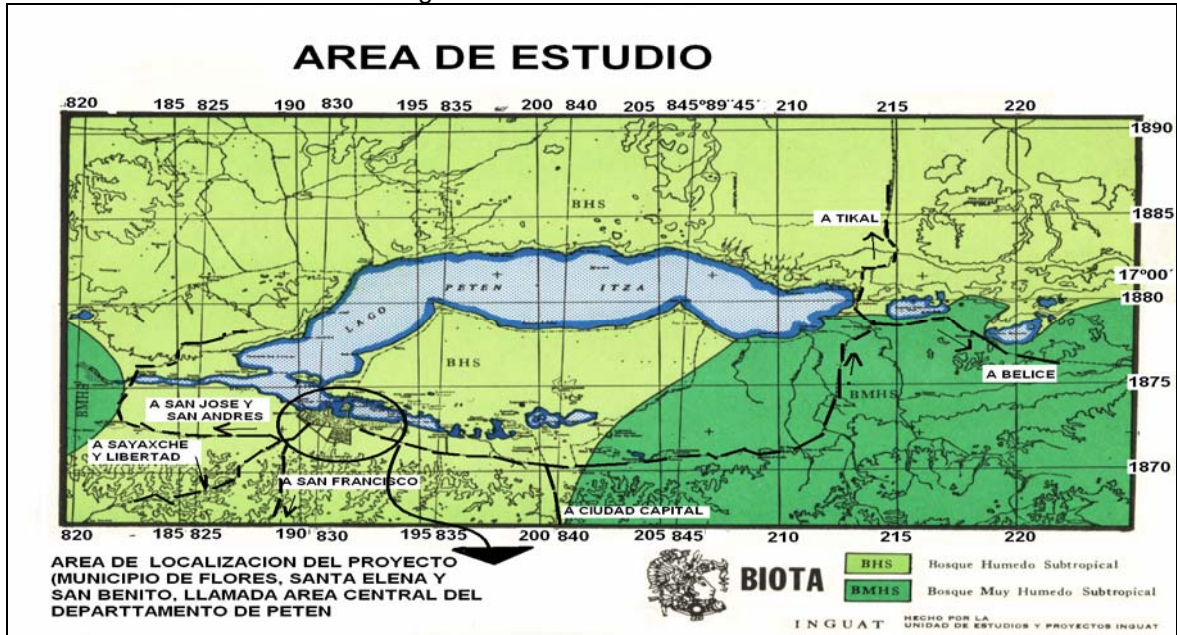 AREA DE ESTUDIO
820 185 825 190 830 195 835 200 840 205 845 º89¨45´ 210 215 220
1890
BHS
1885
A TIKAL
17º00´
PETEN ITZA
1880
LAGO
BHS
A BELICE
BMHS
BMHS
1875
A SAN JOSE Y
SAN ANDRES
A SAYAXCHE
Y LIBERTAD
1870
A SAN FRANCISCO
A CIUDAD CAPITAL
820 185 825 190 830 195 835 200 840 205 845 210 215 220
AREA DE LOCALIZACION DEL PROYECTO
(MUNICIPIO DE FLORES, SANTA ELENA Y
SAN BENITO, LLAMADA AREA CENTRAL DEL
DEPARTTAMENTO DE PETEN
BIOTA
BHS Bosque Humedo Subtropical
BMHS Bosque Muy Humedo Subtropical
INGUAT HECHO POR LA
UNIDAD DE ESTUDIOS Y PROYECTOS INGUAT